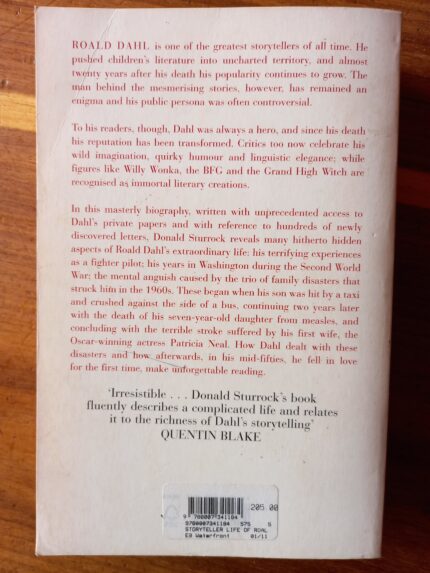 ROALD DAHL is one of the greatest storytellers of all time. He
pushed children's literature into uncharted territory, and almost
twenty years after his death his popularity continues to grow. The
man behind the mesmerising stories, however, has remained an
enigma and his public persona was often controversial.
To his readers, though, Dahl was always a hero, and since his death
his reputation has been transformed. Critics too now celebrate his
wild imagination, quirky humour and linguistic elegance; while
figures like Willy Wonka, the BFG and the Grand High Witch are
recognised as immortal literary creations.
In this masterly biography, written with unprecedented access to
Dahl's private papers and with reference to hundreds of newly
discovered letters, Donald Sturrock reveals many hitherto hidden
aspects of Roald Dahl's extraordinary life: his terrifying experiences
as a fighter pilot; his years in Washington during the Second World
War; the mental anguish caused by the trio of family disasters that
struck him in the 1960s. These began when his son was hit by a taxi
and crushed against the side of a bus, continuing two years later
with the death of his seven-year-old daughter from measles, and
concluding with the terrible stroke suffered by his first wife, the
Oscar-winning actress Patricia Neal. How Dahl dealt with these
disasters and how afterwards, in his mid-fifties, he fell in love
for the first time, make unforgettable reading.
'Irresistible . . . Donald Sturrock's book
fluently describes a complicated life and relates
it to the richness of Dahl's storytelling'
QUENTIN BLAKE
205.00
9 780007341184
9780007341184 575 5
STORYTELLER LIFE OF ROAL
EB Waterfront 01/11